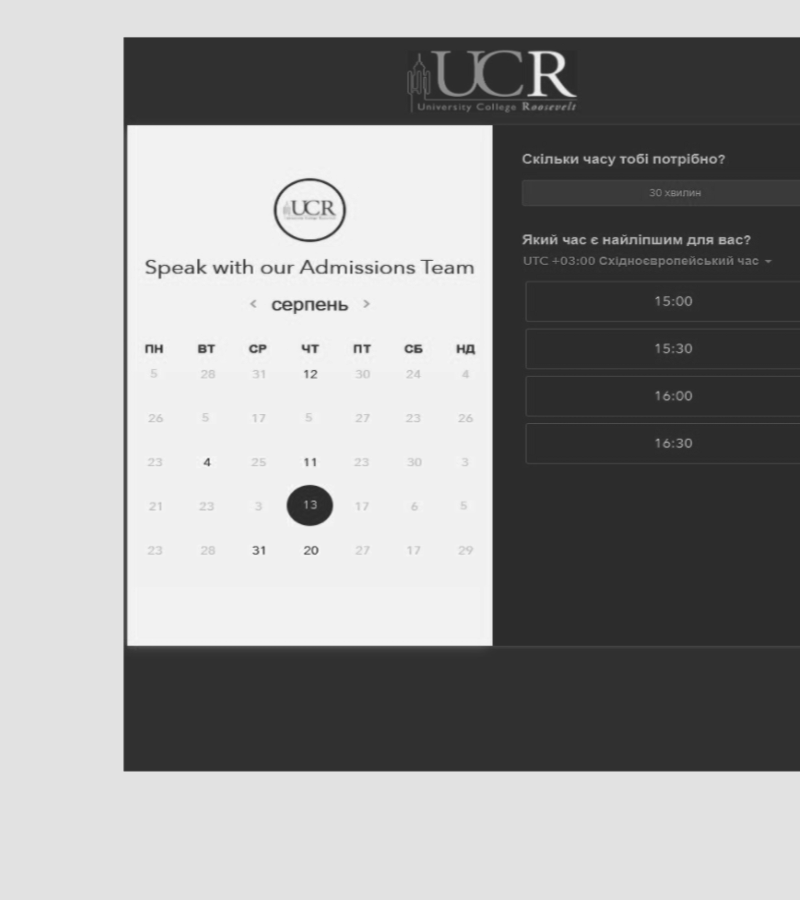 UCR
University College Roosevelt
UCR
Speak with our Admissions Team
< серпень >
ПН ВТ СР ЧТ ПТ СБ НД
5 28 31 12 30 24 4
26 5 17 5 27 23 26
23 4 25 11 23 30 3
21 23 3 13 17 6 5
23 28 31 20 27 17 29
Скільки часу тобі потрібно?
30 хвилин
Який час є найліпшим для вас?
UTC +03:00 Східноєвропейський час
15:00
15:30
16:00
16:30